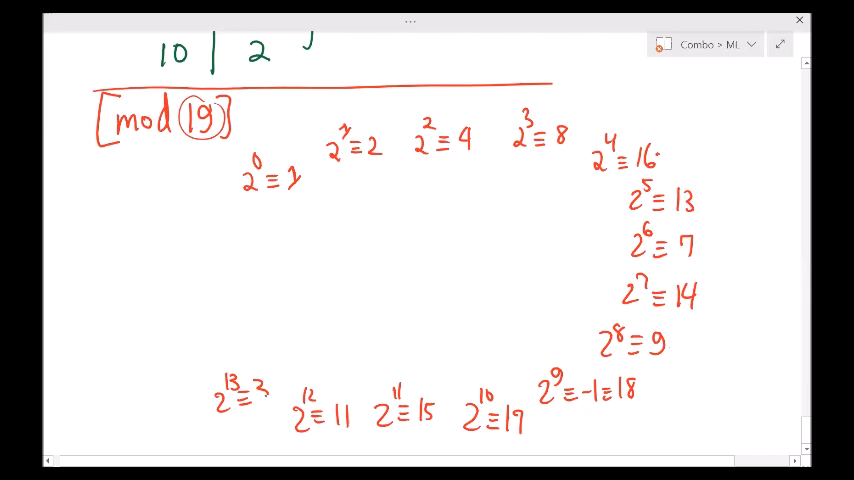 Combo > ML
10 | 2
[mod 19]
2^0 ≡ 1
2^1 ≡ 2
2^2 ≡ 4
2^3 ≡ 8
2^4 ≡ 16
2^5 ≡ 13
2^6 ≡ 7
2^7 ≡ 14
2^8 ≡ 9
2^9 ≡ -1 ≡ 18
2^10 ≡ 17
2^11 ≡ 15
2^12 ≡ 11
2^13 ≡ 3